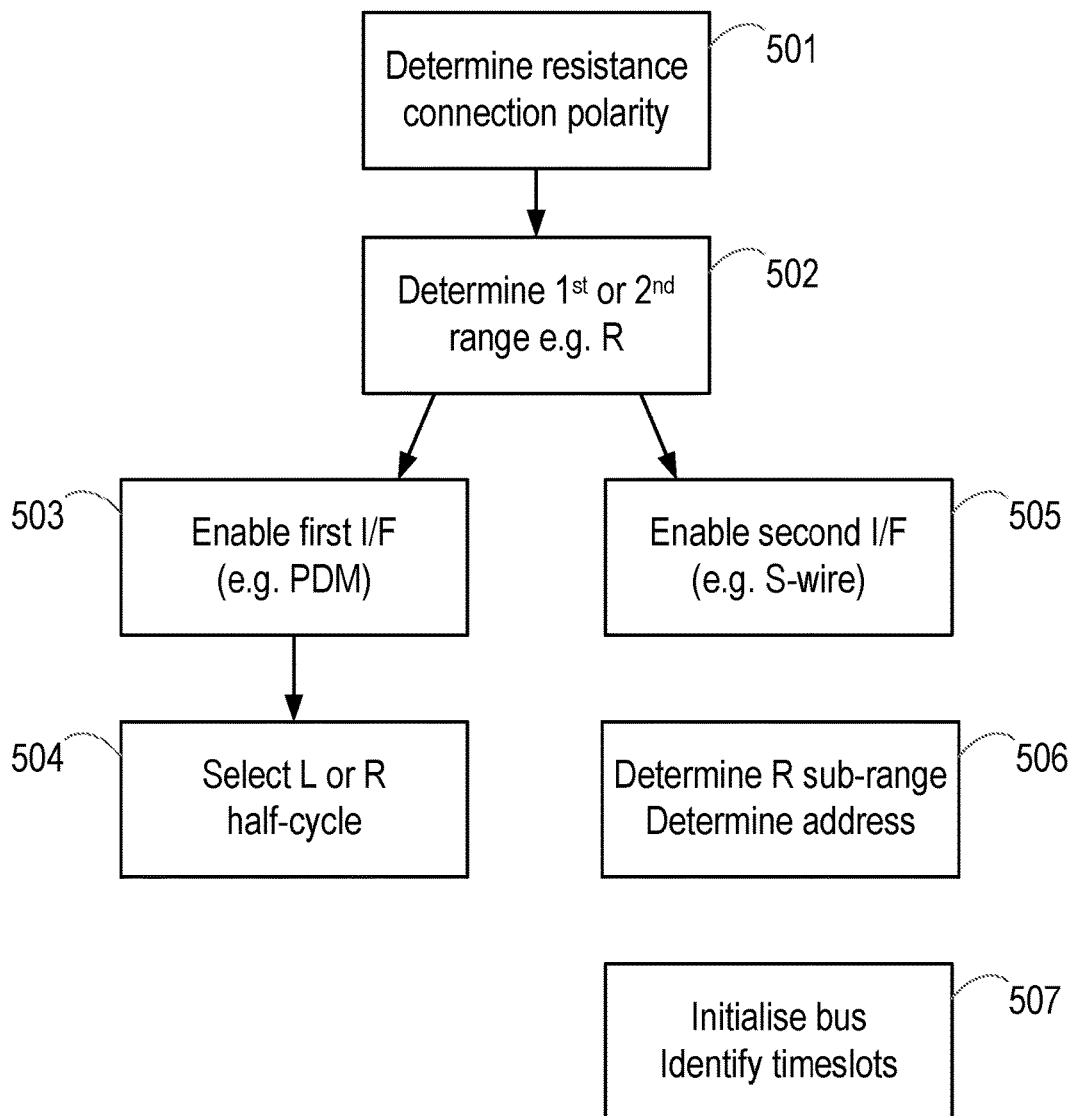 501
Determine resistance
connection polarity
502
Determine 1st or 2nd
range e.g. R
503
Enable first I/F
(e.g. PDM)
505
Enable second I/F
(e.g. S-wire)
504
Select L or R
half-cycle
506
Determine R sub-range
Determine address
507
Initialise bus
Identify timeslots